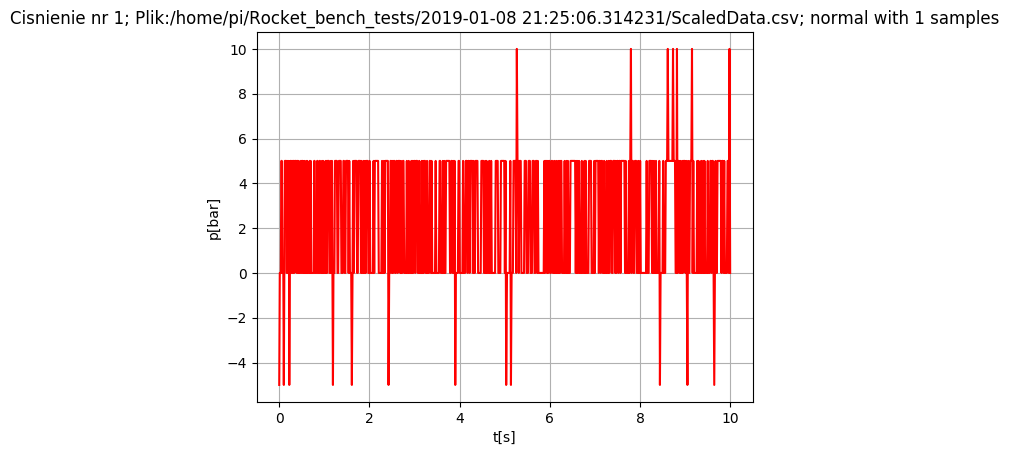 Cisnienie nr 1; Plik:/home/pi/Rocket_bench_tests/2019-01-08 21:25:06.314231/ScaledData.csv; normal with 1 samples
10
8
6
4
2
0
−2
−4
p[bar]
0 2 4 6 8 10
t[s]